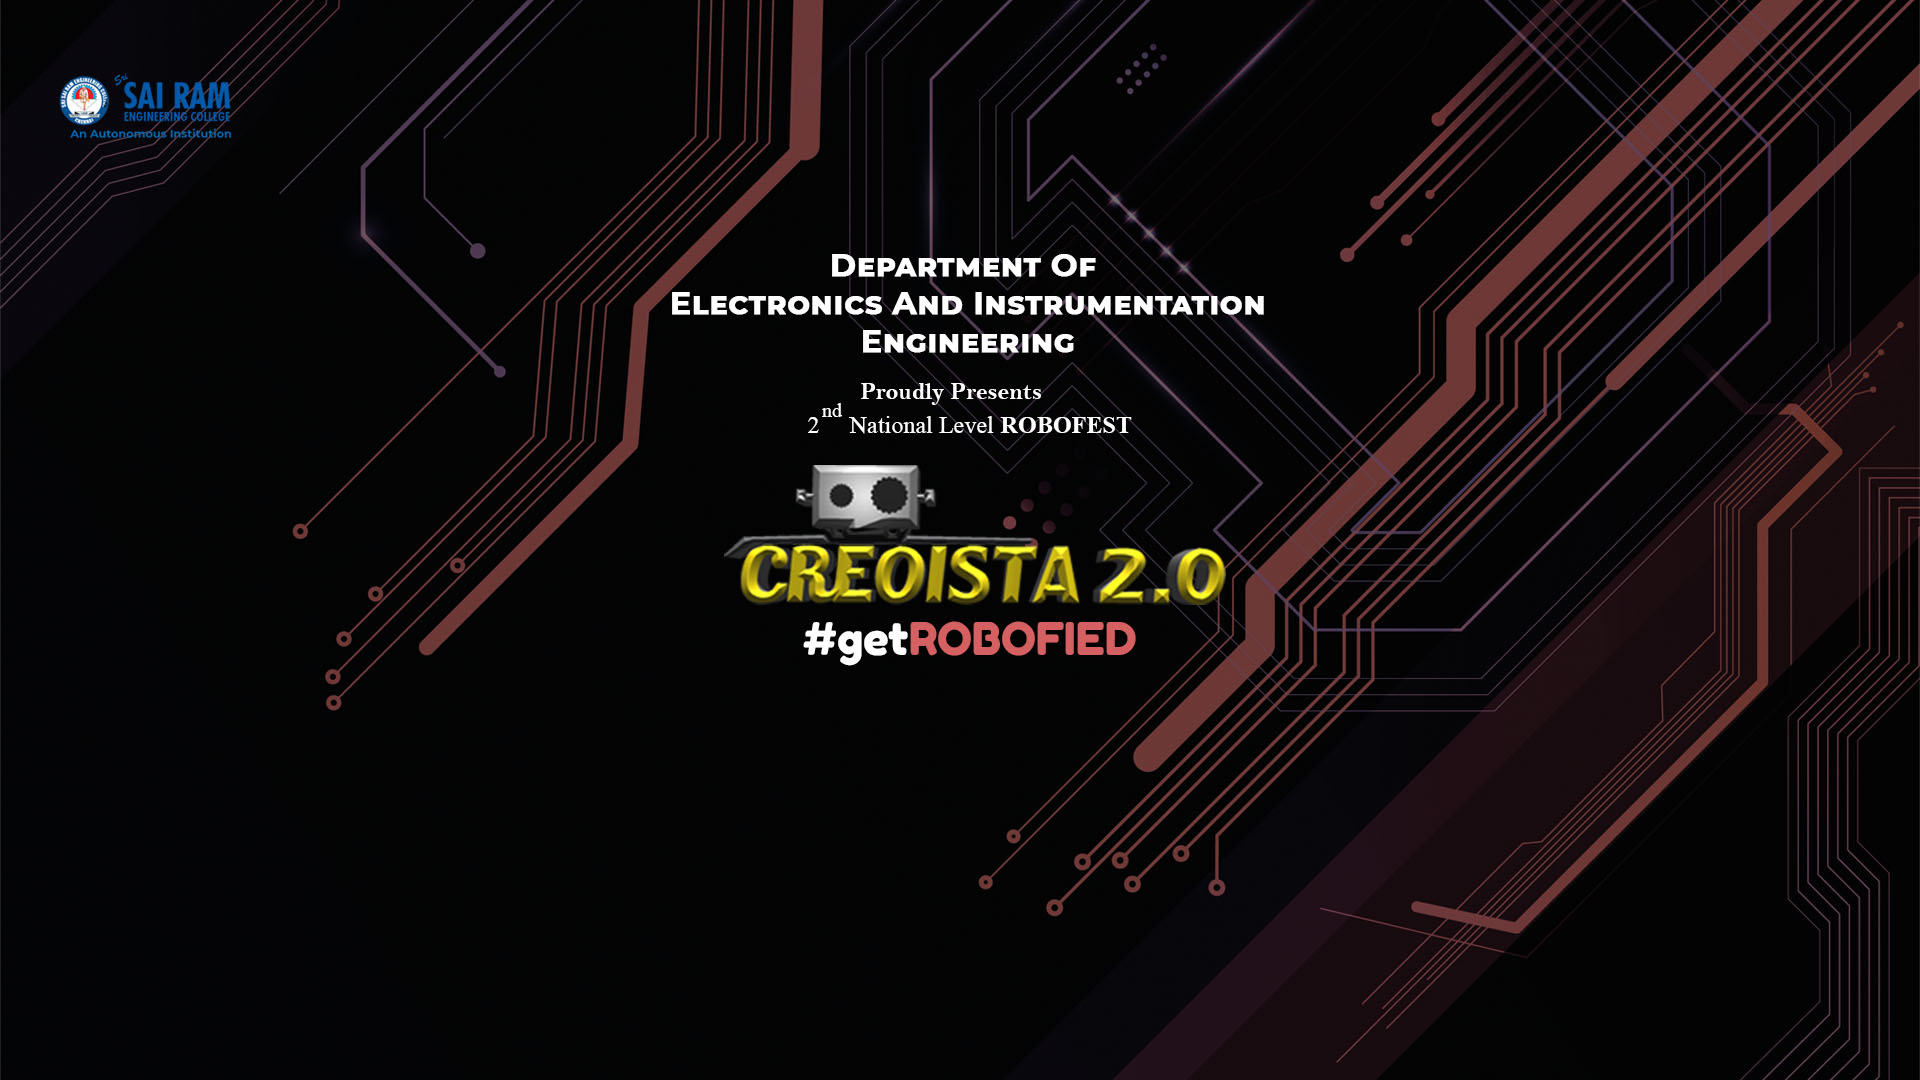 Sri
SAI RAM
ENGINEERING COLLEGE
An Autonomous Institution
Department Of
Electronics And Instrumentation
Engineering
Proudly Presents
2nd National Level ROBOFEST
CREOISTA 2.0
#getROBOFIED